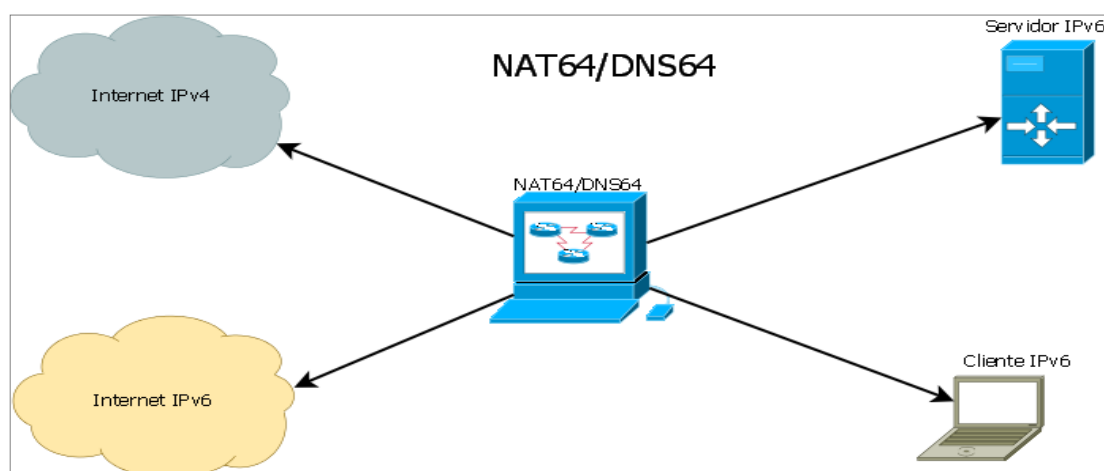 Servidor IPv6
NAT64/DNS64
Internet IPv4
NAT64/DNS64
Cliente IPv6
Internet IPv6